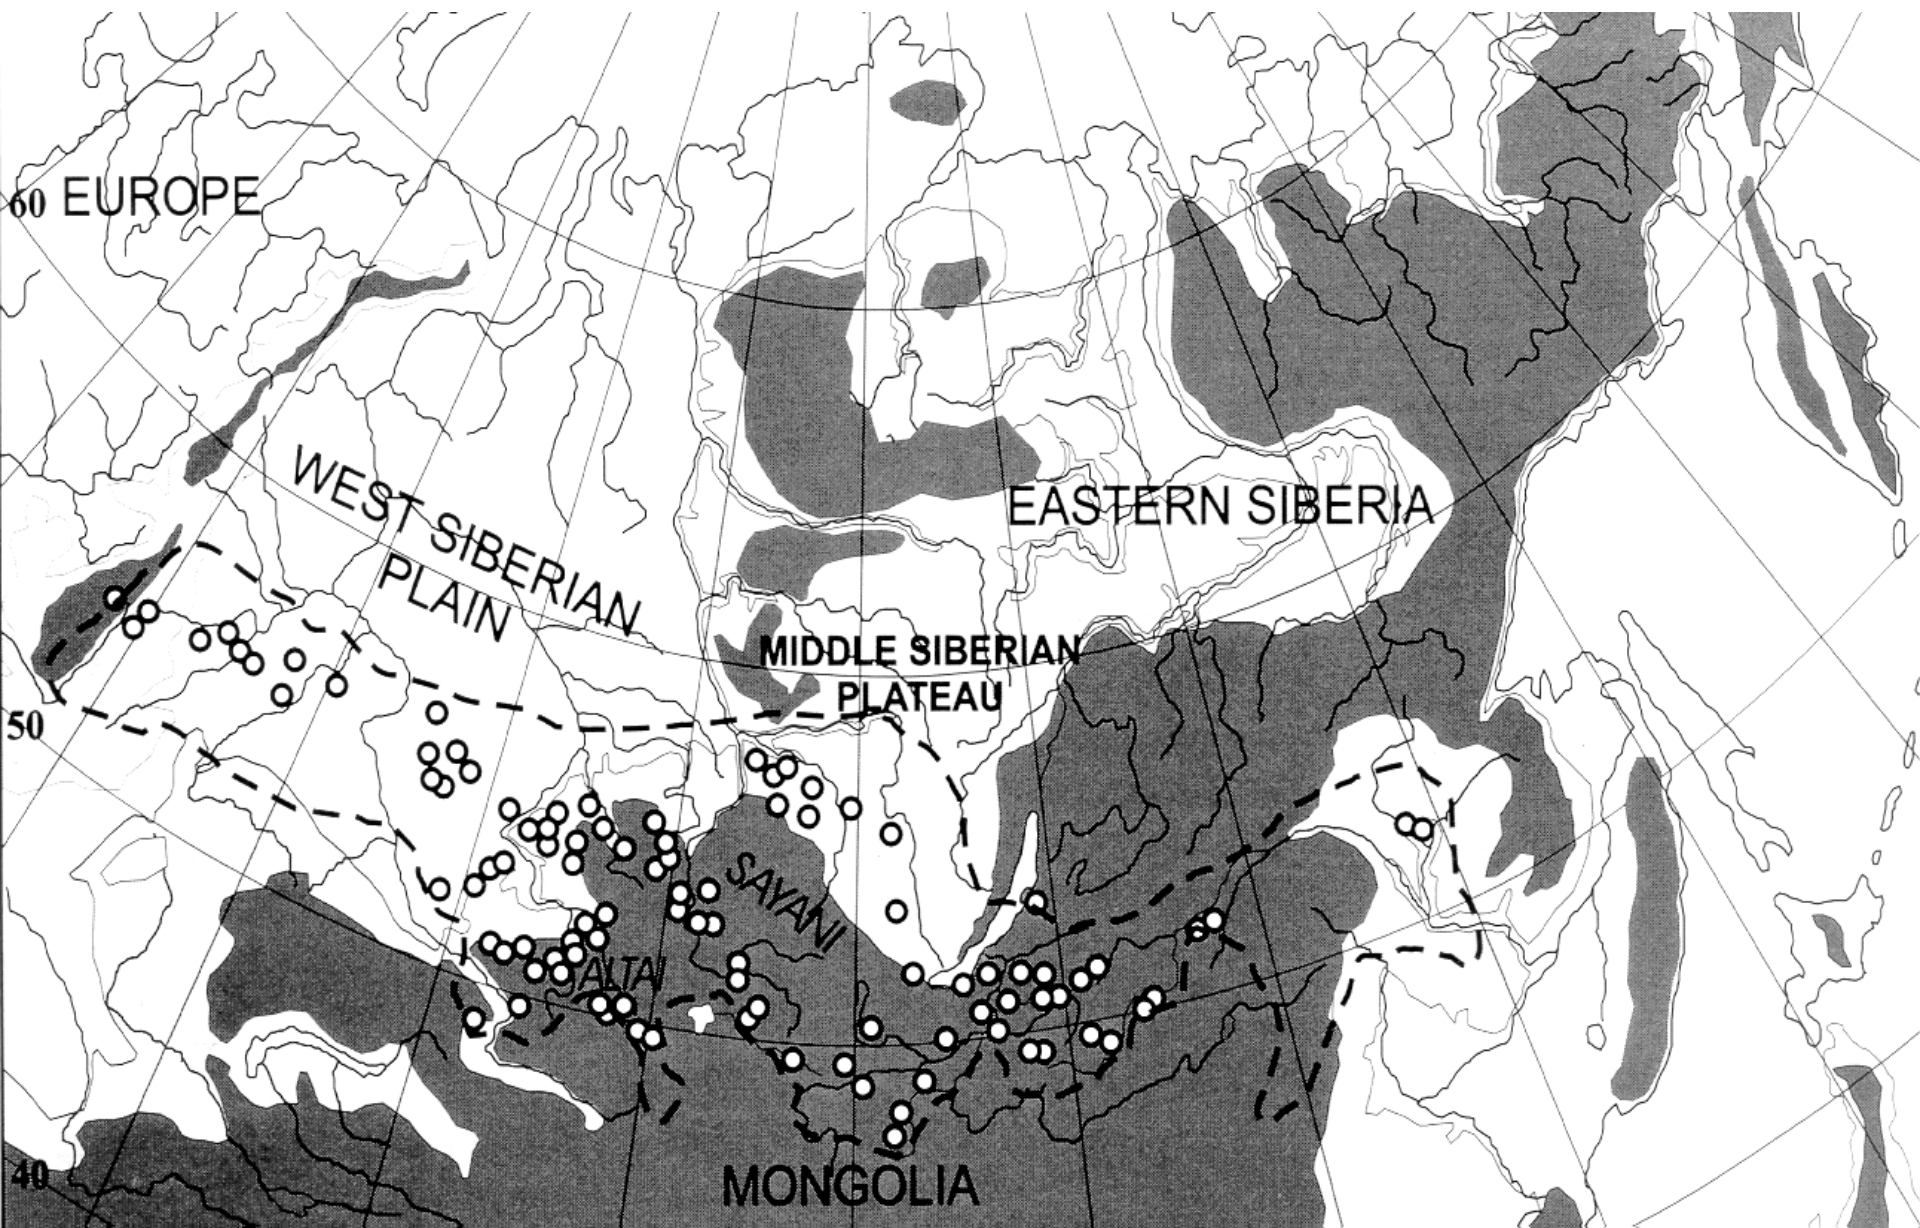 60 EUROPE
WEST SIBERIAN
PLAIN
EASTERN SIBERIA
MIDDLE SIBERIAN
PLATEAU
50
SAYANI
ALTAI
MONGOLIA
40